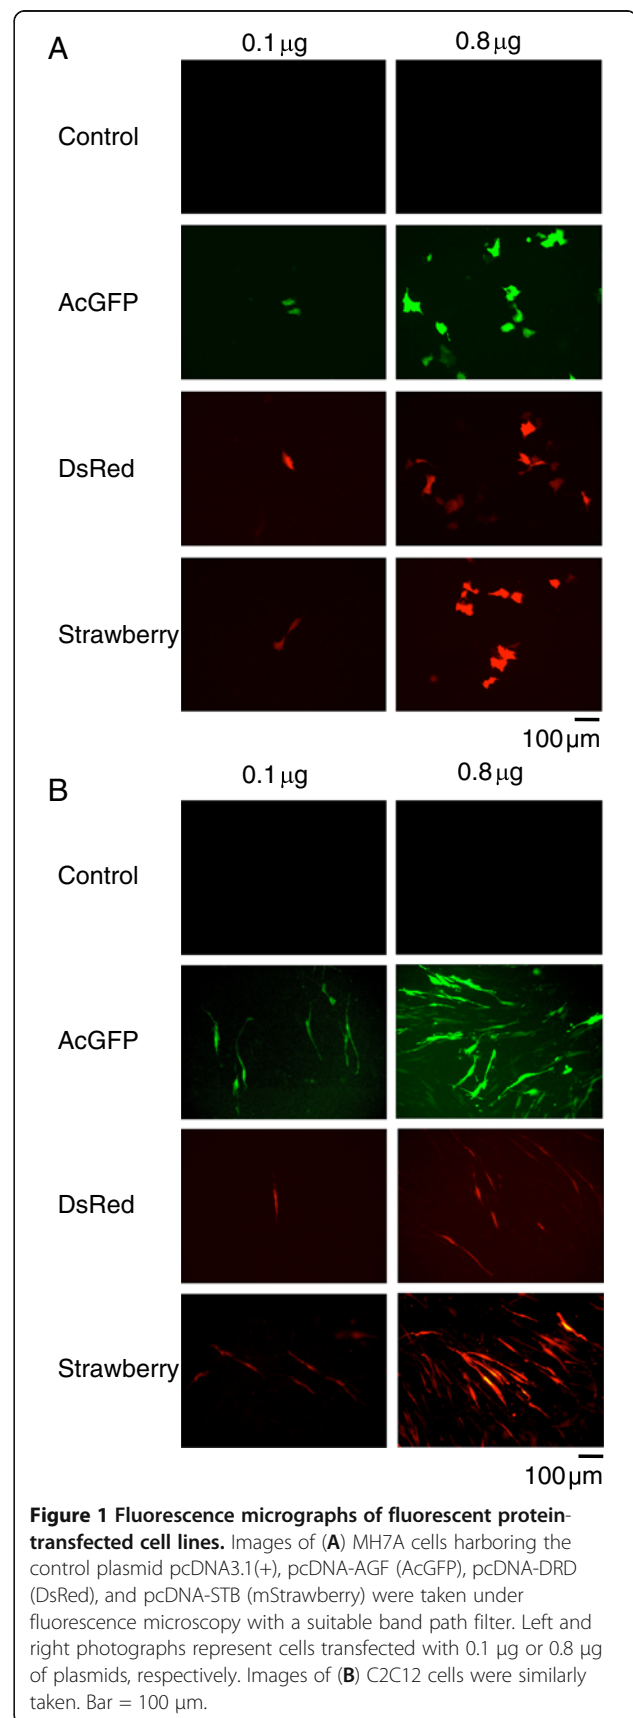 A
0.1 μg 0.8 μg
Control
AcGFP
DsRed
Strawberry
100 μm
B
0.1 μg 0.8 μg
Control
AcGFP
DsRed
Strawberry
100 μm
Figure 1 Fluorescence micrographs of fluorescent protein-
transfected cell lines. Images of (A) MH7A cells harboring the
control plasmid pcDNA3.1(+), pcDNA-AGF (AcGFP), pcDNA-DRD
(DsRed), and pcDNA-STB (mStrawberry) were taken under
fluorescence microscopy with a suitable band path filter. Left and
right photographs represent cells transfected with 0.1 μg or 0.8 μg
of plasmids, respectively. Images of (B) C2C12 cells were similarly
taken. Bar = 100 μm.